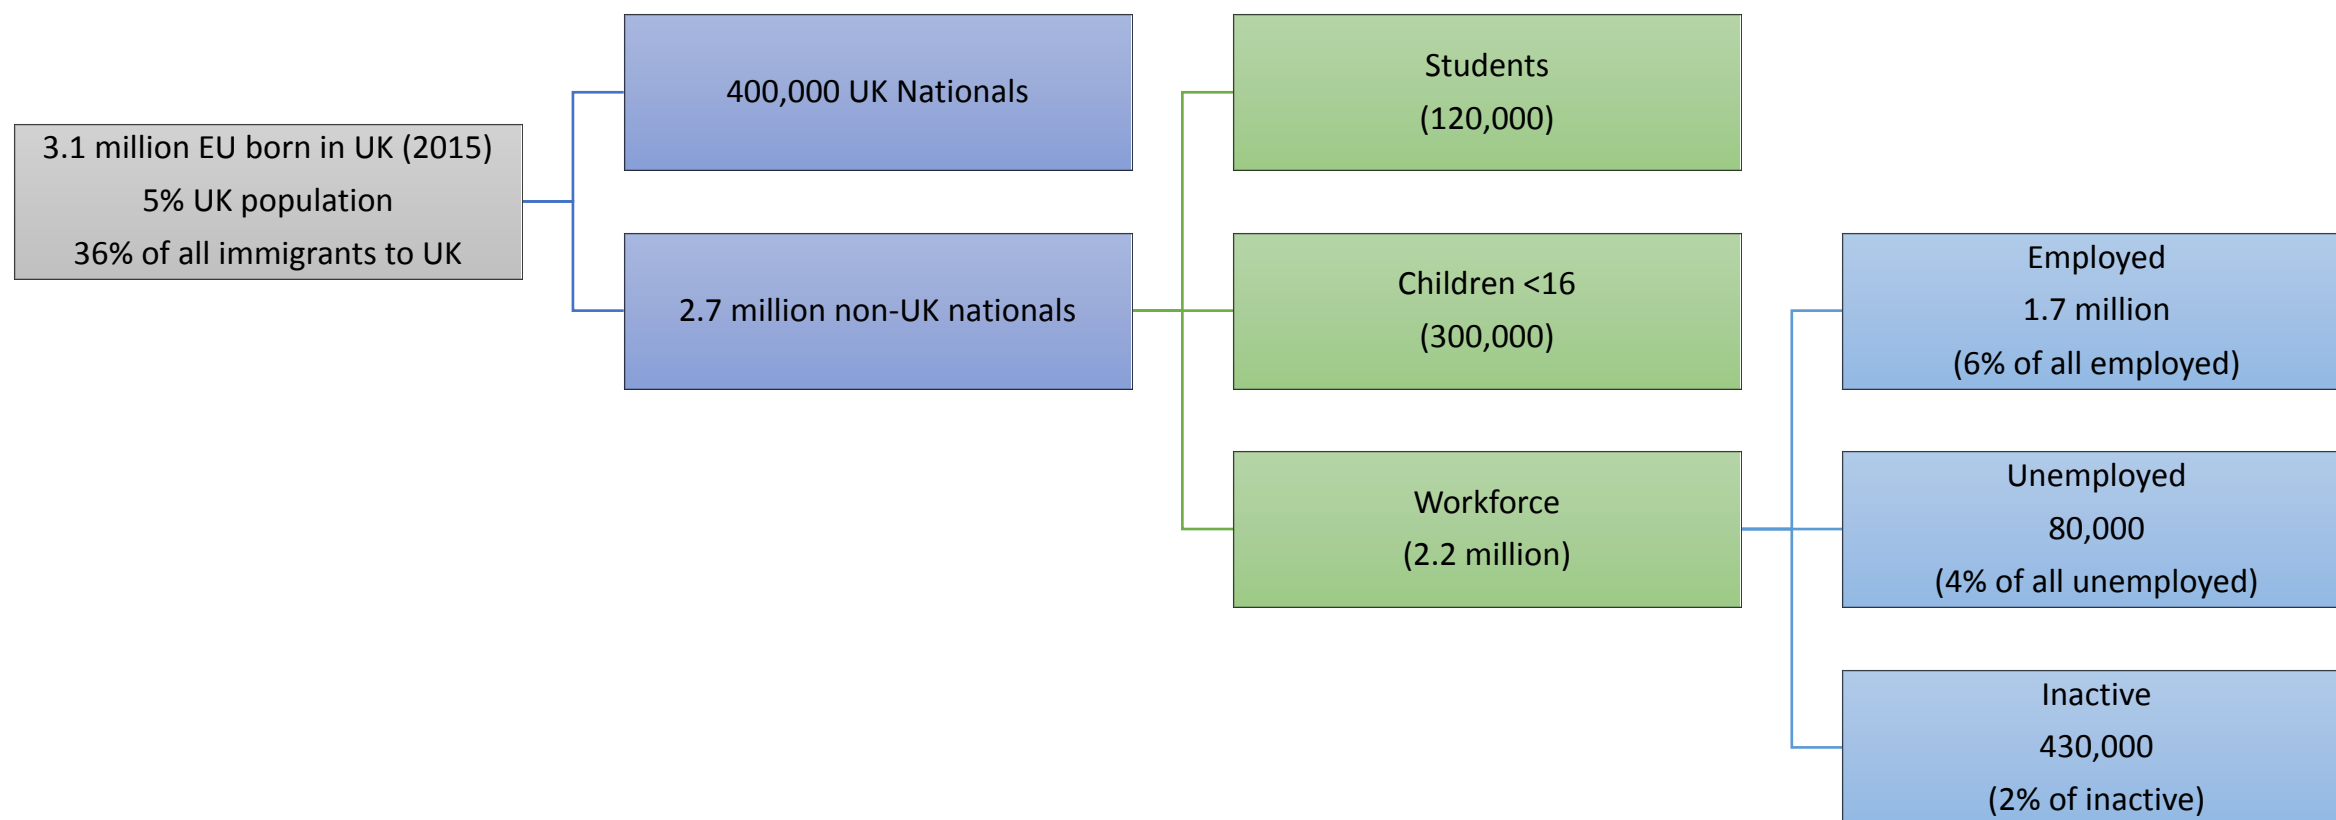 3.1 million EU born in UK (2015)
5% UK population
36% of all immigrants to UK
400,000 UK Nationals
2.7 million non-UK nationals
Students
(120,000)
Children <16
(300,000)
Workforce
(2.2 million)
Employed
1.7 million
(6% of all employed)
Unemployed
80,000
(4% of all unemployed)
Inactive
430,000
(2% of inactive)